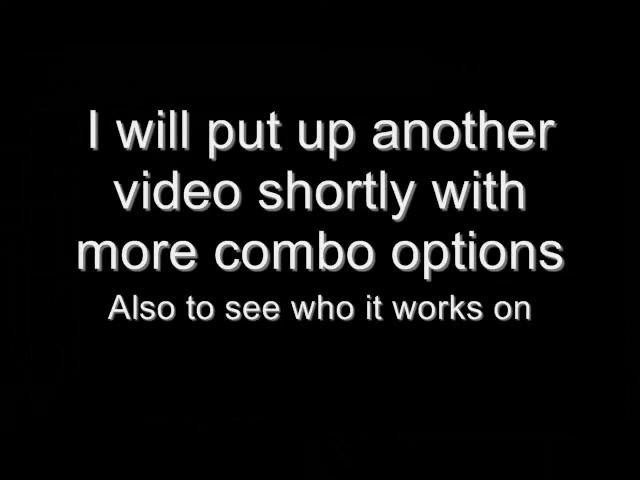 I will put up another
video shortly with
more combo options
Also to see who it works on